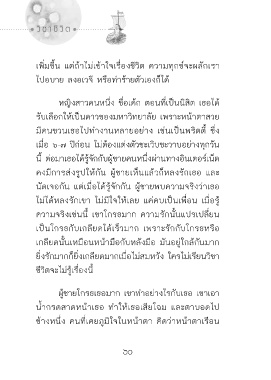 วิชาชีวิต
เพิ่มขึ้น แต่ถ้าไม่เข้าใจเรื่องชีวิต ความทุกข์จะผลักเรา
ไปอบาย ลงอเวจี หรือทำร้ายตัวเองก็ได้
หญิงสาวคนหนึ่ง ชื่อเค้ก ตอนที่เป็นนิสิต เธอได้
รับเลือกให้เป็นดาวของมหาวิทยาลัย เพราะหน้าตาสวย
มีคนชวนเธอไปทำงานหลายอย่าง เช่นเป็นพริตตี้ ซึ่ง
เมื่อ ๖-๗ ปีก่อน ไม่ต้องแต่งตัวซะเว็บซะวาบอย่างทุกวัน
นี้ ต่อมาเธอได้รู้จักกับผู้ชายคนหนึ่งผ่านทางอินเตอร์เน็ต
คงมีการส่งรูปให้กัน ผู้ชายเห็นแล้วก็หลงรักเธอ และ
นัดเจอกัน แต่เมื่อได้รู้จักกัน ผู้ชายพบความจริงว่าเธอ
ไม่ได้หลงรักเขา ไม่มีใจให้เลย แค่คบเป็นเพื่อน เมื่อรู้
ความจริงเช่นนี้ เขาโกรธมาก ความรักนั้นแปรเปลี่ยน
เป็นโกรธกับเกลียดได้เร็วมาก เพราะรักกับโกรธหรือ
เกลียดนั้นเหมือนหน้ามือกับหลังมือ มันอยู่ใกล้กันมาก
ยิ่งรักมากก็ยิ่งเกลียดมากเมื่อไม่สมหวัง ใครไม่เรียนวิชา
ชีวิตจะไม่รู้เรื่องนี้
ผู้ชายโกรธเธอมาก เขาทำอย่างไรกับเธอ เขาเอา
น้ำกรดสาดหน้าเธอ ทำให้เธอเสียโฉม และตาบอดไป
ข้างหนึ่ง คนที่เคยภูมิใจในหน้าตา คิดว่าหน้าตาเรือน
๖๐